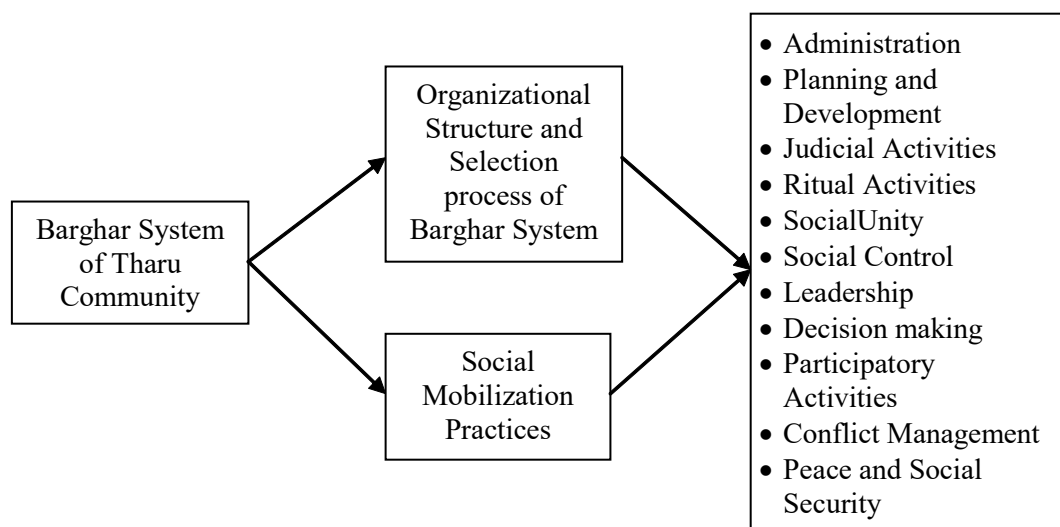 Barghar System
of Tharu
Community
Organizational
Structure and
Selection
process of
Barghar System
Social
Mobilization
Practices
• Administration
• Planning and
Development
• Judicial Activities
• Ritual Activities
• SocialUnity
• Social Control
• Leadership
• Decision making
• Participatory
Activities
• Conflict Management
• Peace and Social
Security